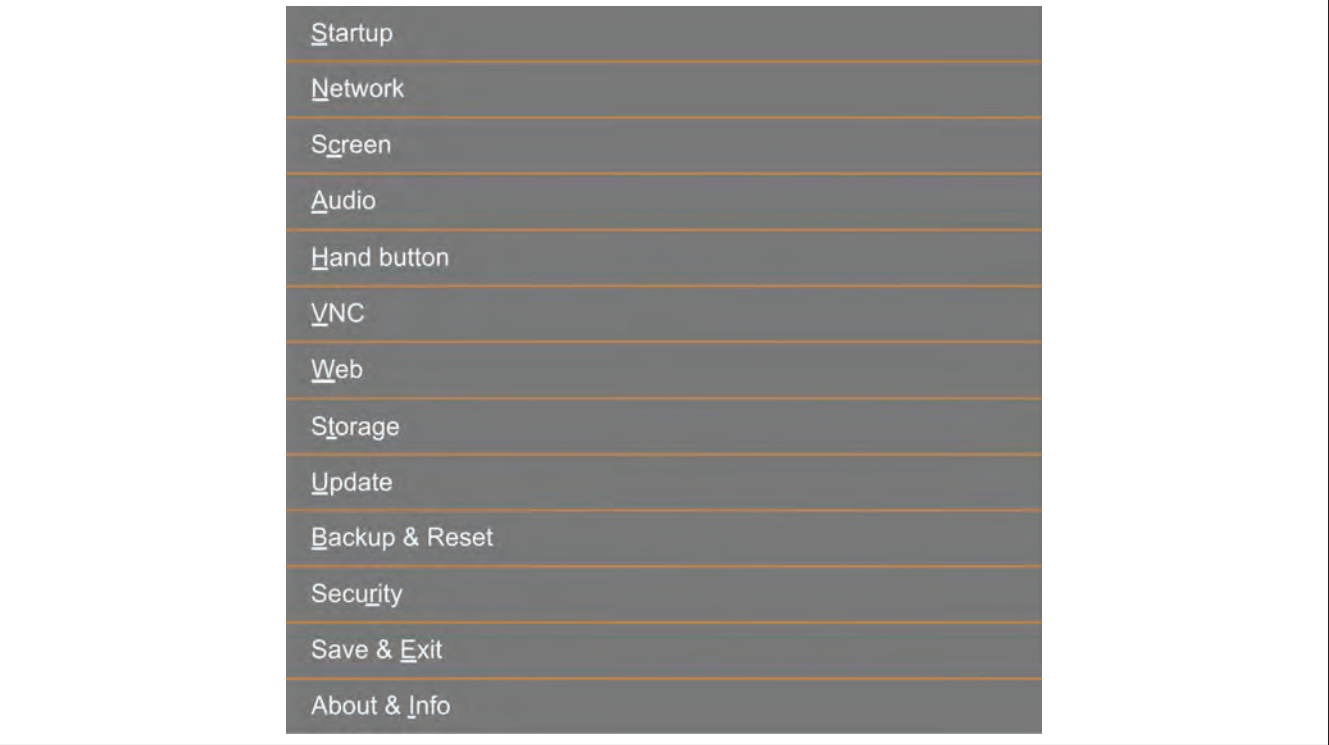 Startup
Network
Screen
Audio
Hand button
VNC
Web
Storage
Update
Backup & Reset
Security
Save & Exit
About & Info